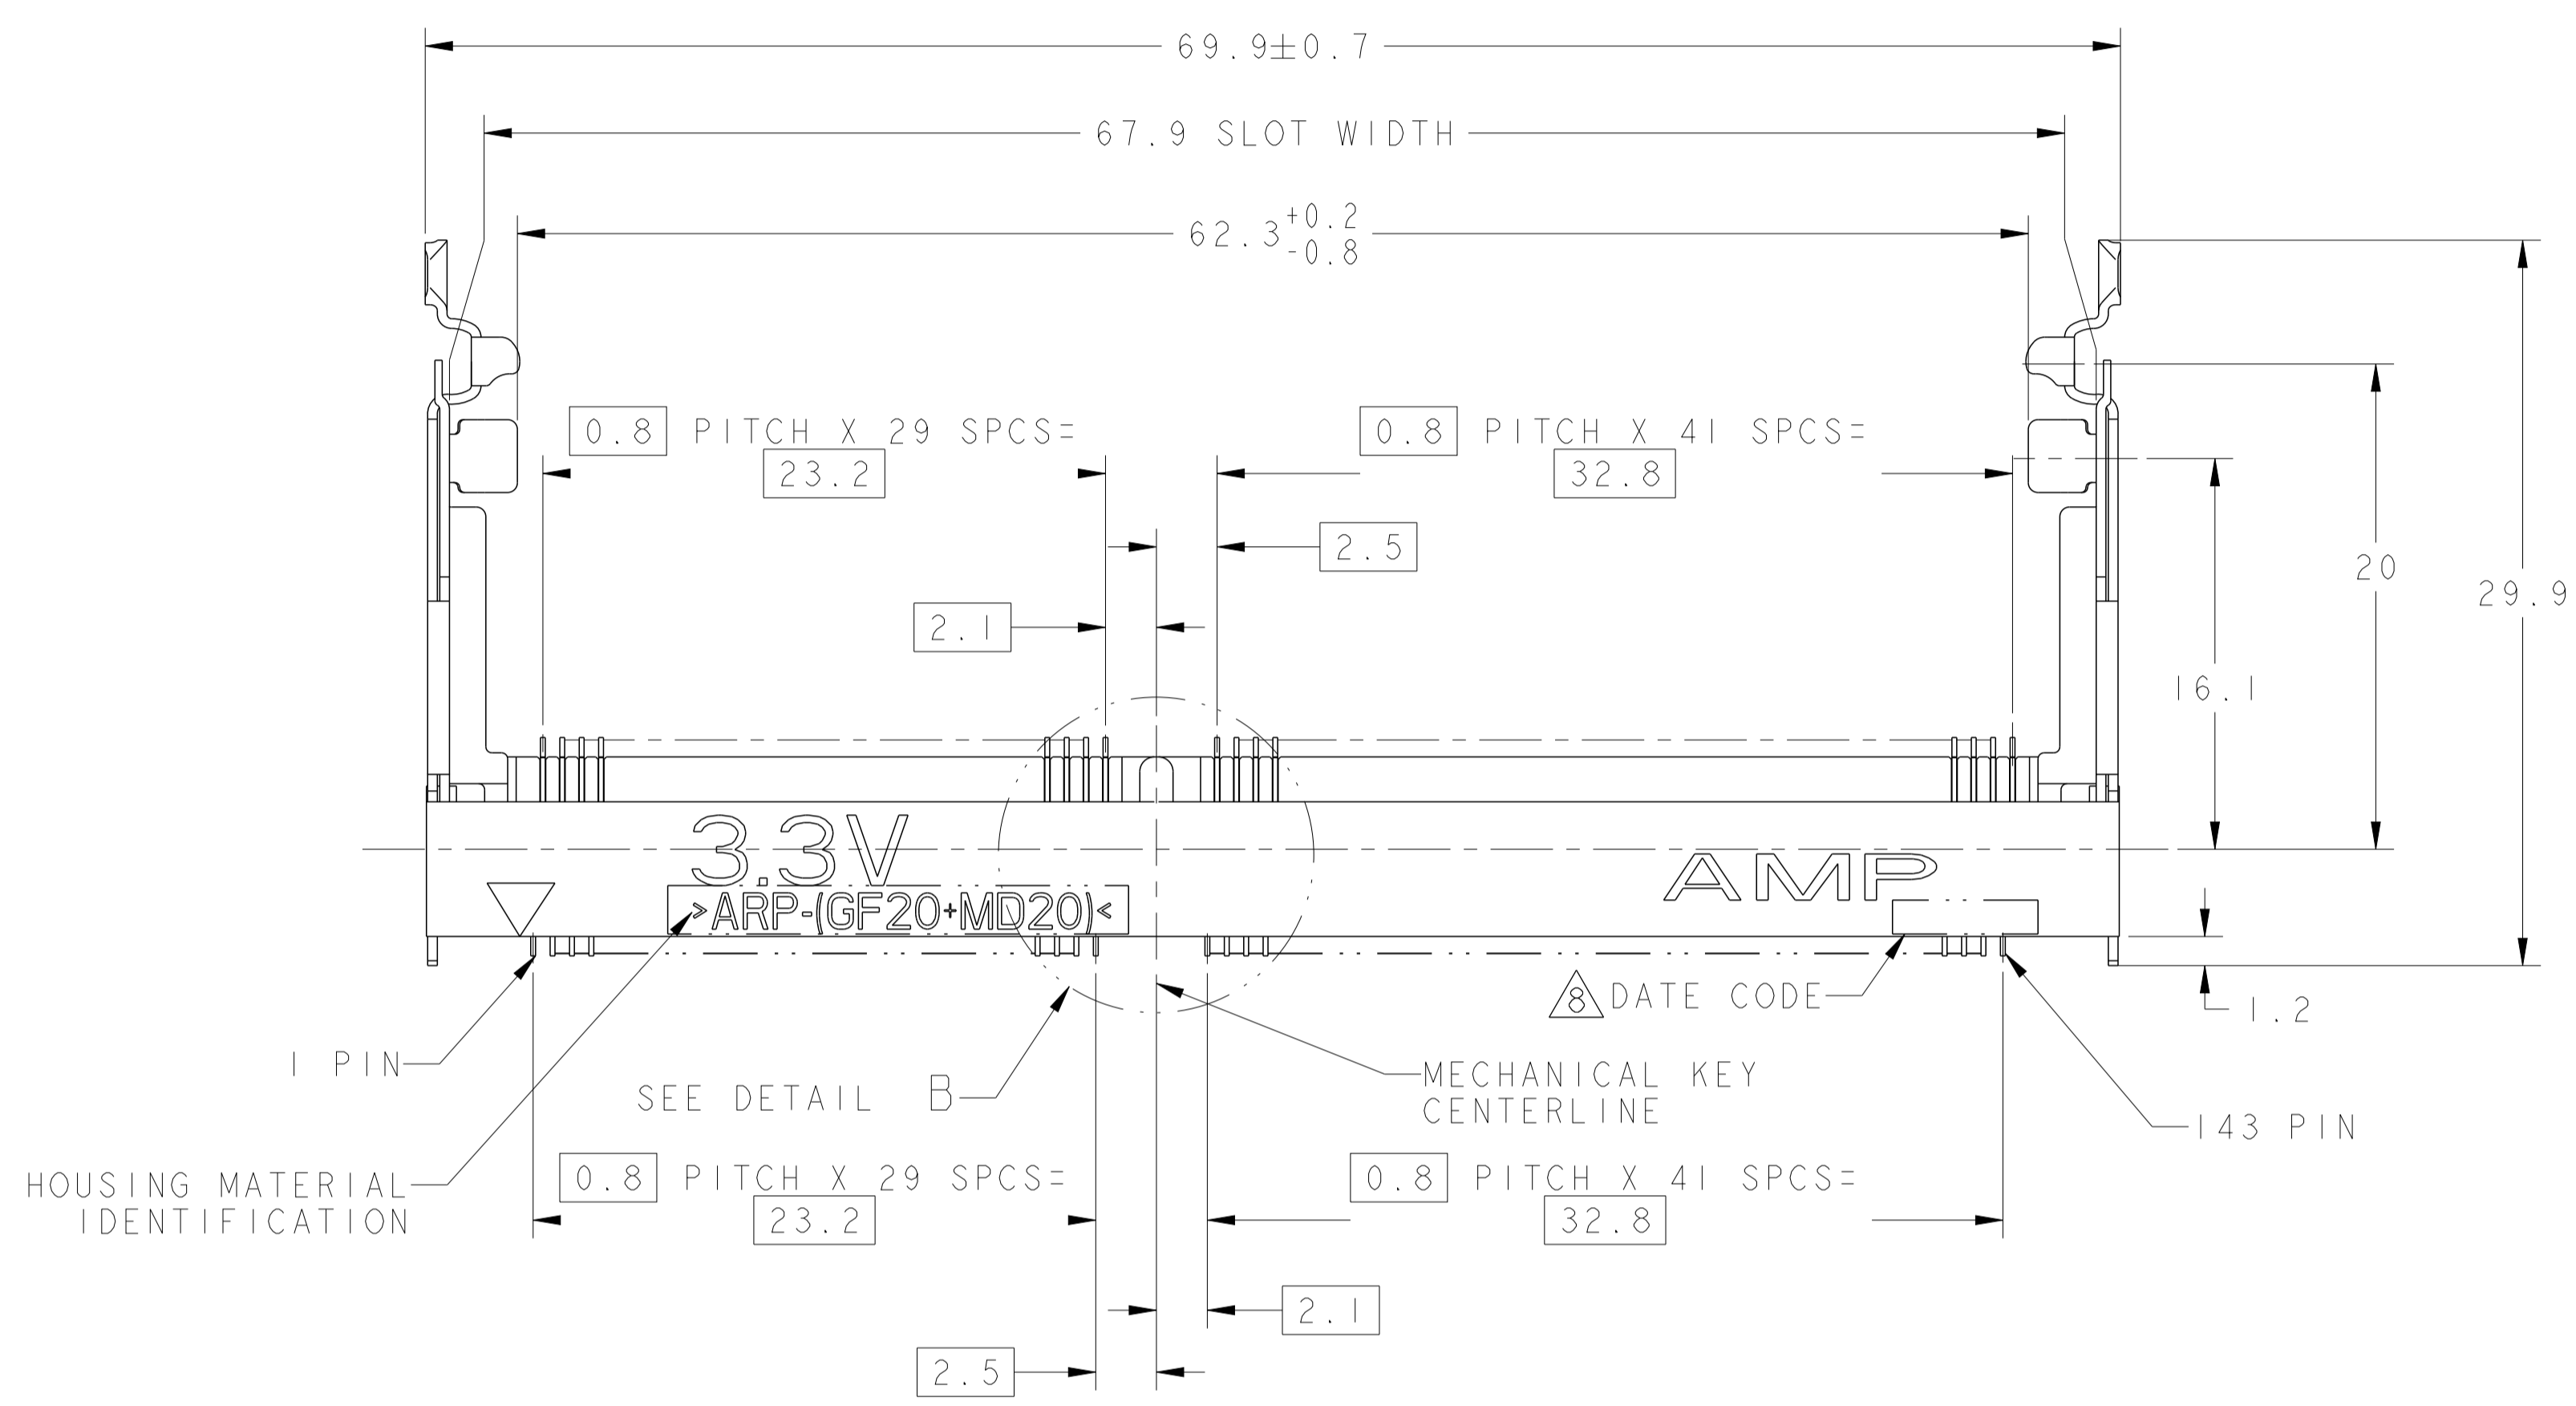 69.9±0.7
67.9 SLOT WIDTH
62.3 +0.2 -0.8
0.8 PITCH X 29 SPCS=
23.2
0.8 PITCH X 41 SPCS=
32.8
2.5
2.1
20
29.9
16.1
3.3V
AMP
>ARP-(GF20+MD20)<
8 DATE CODE
1.2
1 PIN
SEE DETAIL B
MECHANICAL KEY
CENTERLINE
143 PIN
HOUSING MATERIAL
IDENTIFICATION
0.8 PITCH X 29 SPCS=
23.2
0.8 PITCH X 41 SPCS=
32.8
2.1
2.5